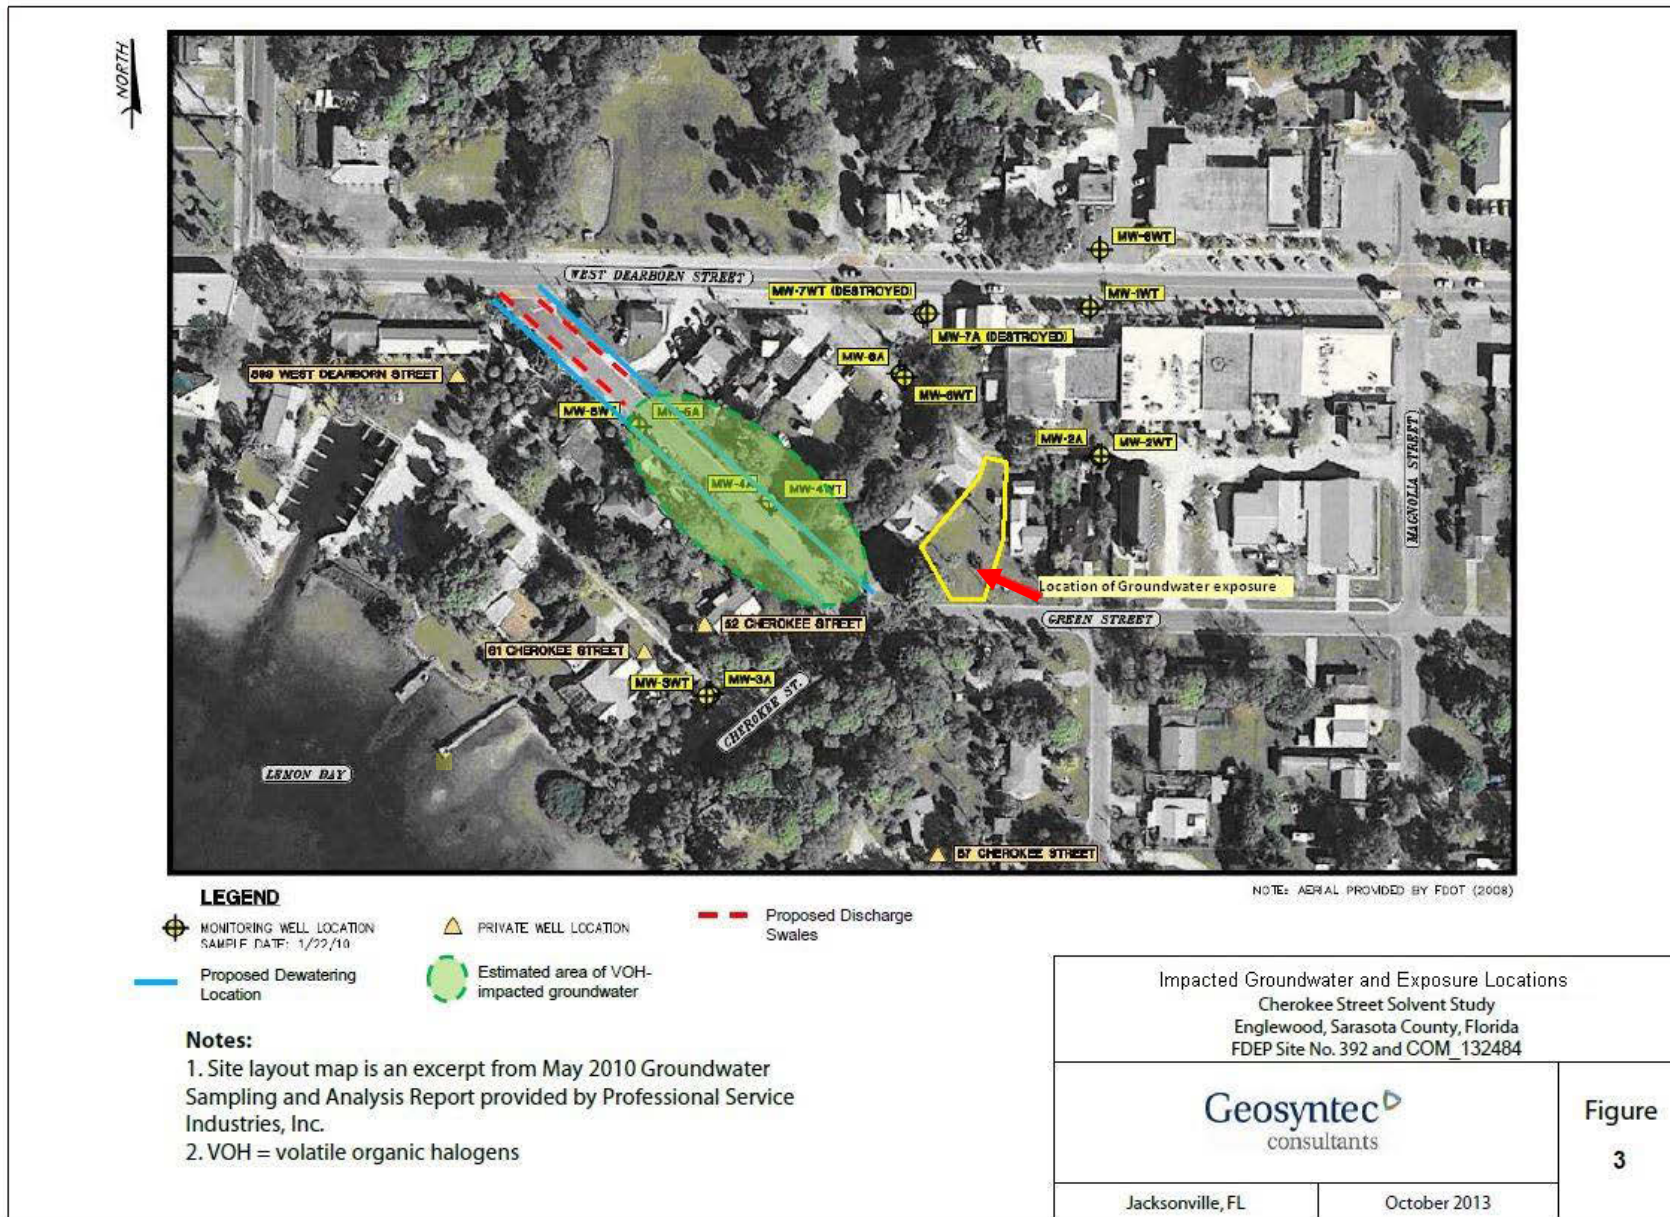 NORTH
MW-8WT
WEST DEARBORN STREET
MW-7WT (DESTROYED)
MW-1WT
MW-7A (DESTROYED)
MW-6A
MW-6WT
WEST DEARBORN STREET
MW-5A
MW-2A
MW-2WT
MAGNOLIA STREET
MW-4A
MW-4WT
Location of Groundwater exposure
GREEN STREET
52 CHEROKEE STREET
61 CHEROKEE STREET
MW-3WT
MW-3A
CHEROKEE ST.
LEMON BAY
57 CHEROKEE STREET
NOTE: AERIAL PROVIDED BY FDOT (2008)
LEGEND
MONITORING WELL LOCATION
SAMPLE DATE: 1/22/10
PRIVATE WELL LOCATION
Proposed Discharge
Swales
Proposed Dewatering
Location
Estimated area of VOH-
impacted groundwater
Notes:
1. Site layout map is an excerpt from May 2010 Groundwater
Sampling and Analysis Report provided by Professional Service
Industries, Inc.
2. VOH = volatile organic halogens
Impacted Groundwater and Exposure Locations
Cherokee Street Solvent Study
Englewood, Sarasota County, Florida
FDEP Site No. 392 and COM_132484
Geosyntec
consultants
Figure
3
Jacksonville, FL
October 2013